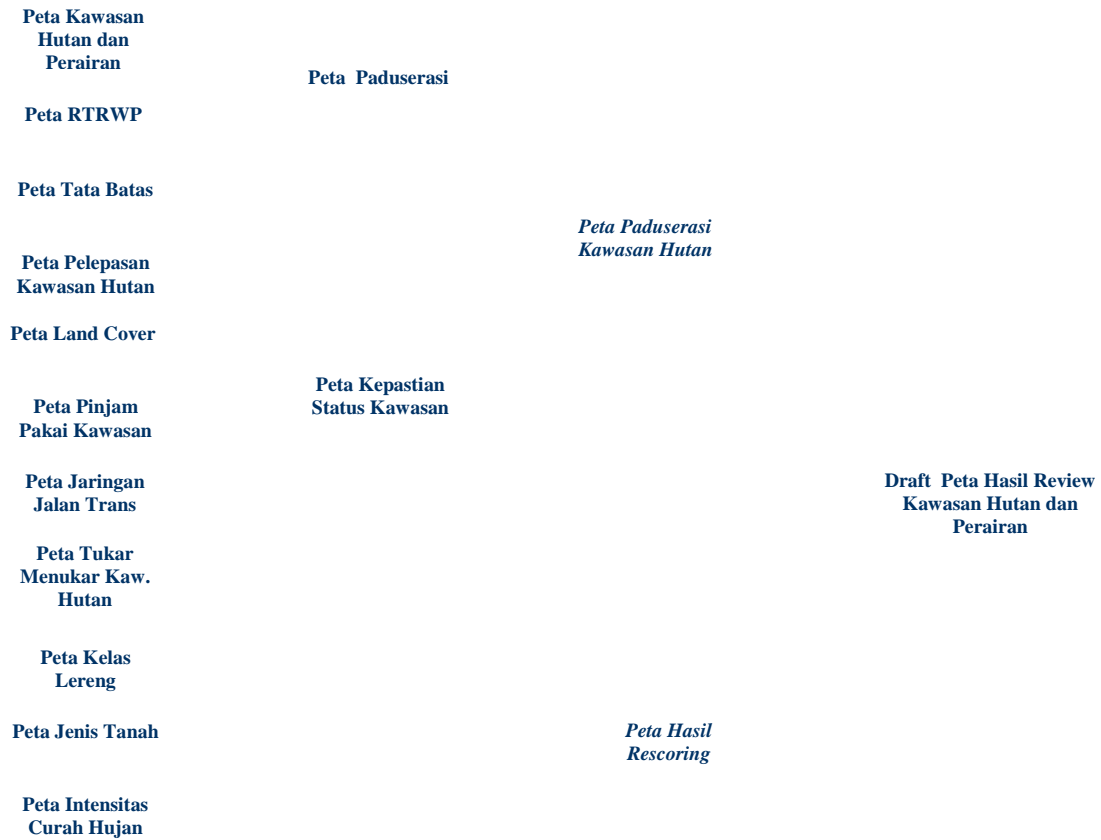 Peta Kawasan
Hutan dan
Perairan
Peta RTRWP
Peta Tata Batas
Peta Pelepasan
Kawasan Hutan
Peta Land Cover
Peta Pinjam
Pakai Kawasan
Peta Jaringan
Jalan Trans
Peta Tukar
Menukar Kaw.
Hutan
Peta Kelas
Lereng
Peta Jenis Tanah
Peta Intensitas
Curah Hujan
Peta Paduserasi
Peta Kepastian
Status Kawasan
Peta Paduserasi
Kawasan Hutan
Peta Hasil
Rescoring
Draft Peta Hasil Review
Kawasan Hutan dan
Perairan